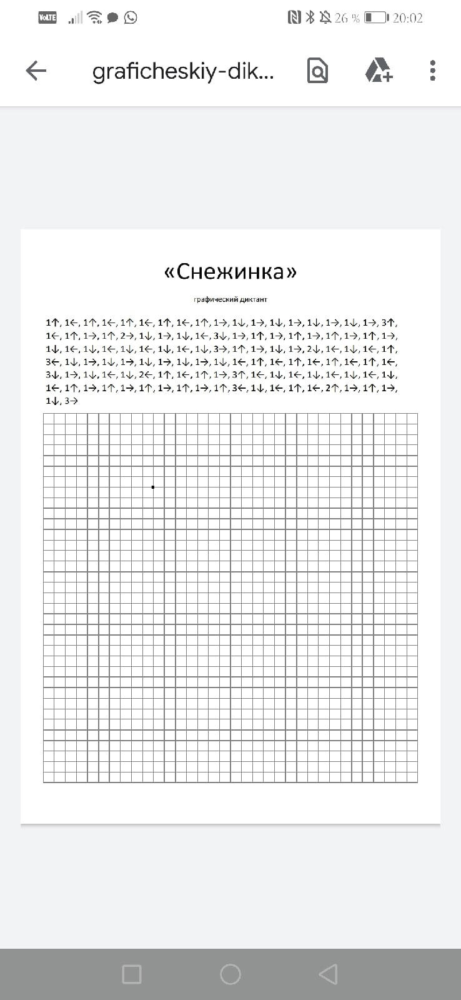 VoLTE 26 % 20:02
graficheskiy-dik...
«Снежинка»
графический диктант
1↑, 1←, 1↑, 1←, 1↑, 1←, 1↑, 1←, 1↑, 1→, 1↓, 1→, 1↓, 1→, 1↓, 1→, 1↓, 1→, 3↑,
1←, 1↑, 1→, 1↑, 2→, 1↓, 1→, 1↓, 1←, 3↓, 1→, 1↑, 1→, 1↑, 1→, 1↑, 1→, 1↑, 1→,
1↓, 1←, 1↓, 1←, 1↓, 1←, 1↓, 1←, 1↓, 3→, 1↑, 1→, 1↓, 1→, 2↓, 1←, 1↓, 1←, 1↑,
3←, 1↓, 1→, 1↓, 1→, 1↓, 1→, 1↓, 1→, 1↓, 1←, 1↑, 1←, 1↑, 1←, 1↑, 1←, 1↑, 1←,
3↓, 1→, 1↓, 1←, 1↓, 2←, 1↑, 1←, 1↑, 1→, 3↑, 1←, 1↓, 1←, 1↓, 1←, 1↓, 1←, 1↓,
1←, 1↑, 1→, 1↑, 1→, 1↑, 1→, 1↑, 1→, 1↑, 3←, 1↓, 1←, 1↑, 1←, 2↑, 1→, 1↑, 1→,
1↓, 3→